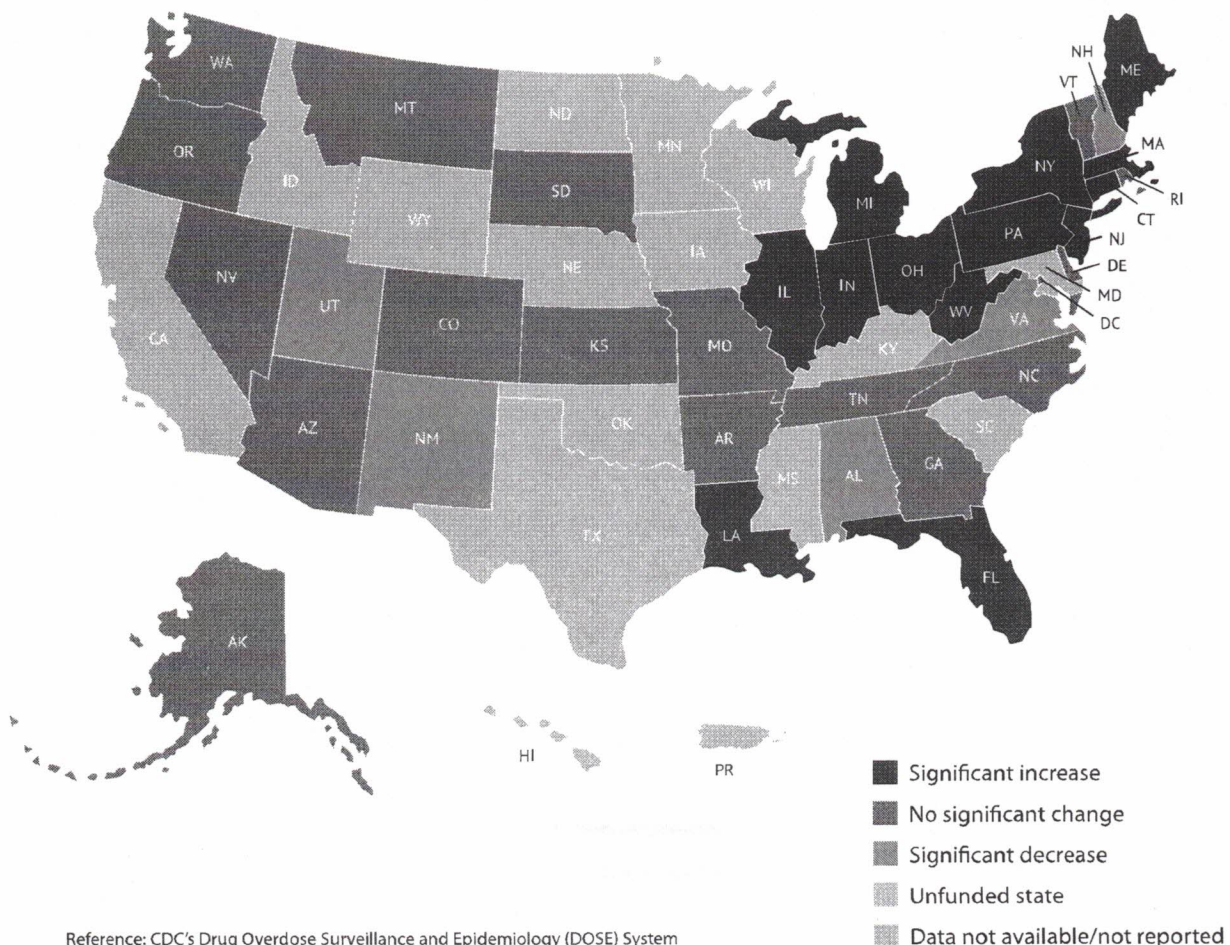 WA
MT
ND
MN
OR
ID
SD
WI
WY
MI
NY
VT
NH
ME
MA
RI
CT
NJ
PA
DE
MD
DC
NV
UT
CO
NE
IA
IL
IN
OH
WV
VA
CA
KS
MO
KY
NC
TN
AZ
NM
OK
AR
SC
MS
AL
GA
TX
LA
FL
AK
HI
PR
Significant increase
No significant change
Significant decrease
Unfunded state
Data not available/not reported
Reference: CDC's Drug Overdose Surveillance and Epidemiology (DOSE) System